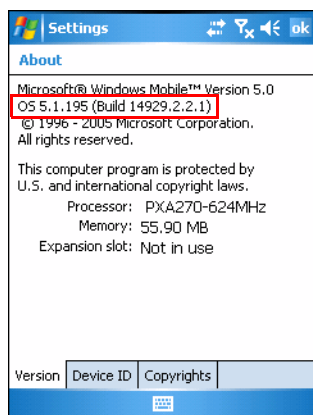 Settings
ok
About
Microsoft® Windows Mobile™ Version 5.0
OS 5.1.195 (Build 14929.2.2.1)
© 1996 - 2005 Microsoft Corporation.
All rights reserved.
This computer program is protected by
U.S. and international copyright laws.
Processor: PXA270-624MHz
Memory: 55.90 MB
Expansion slot: Not in use
Version Device ID Copyrights